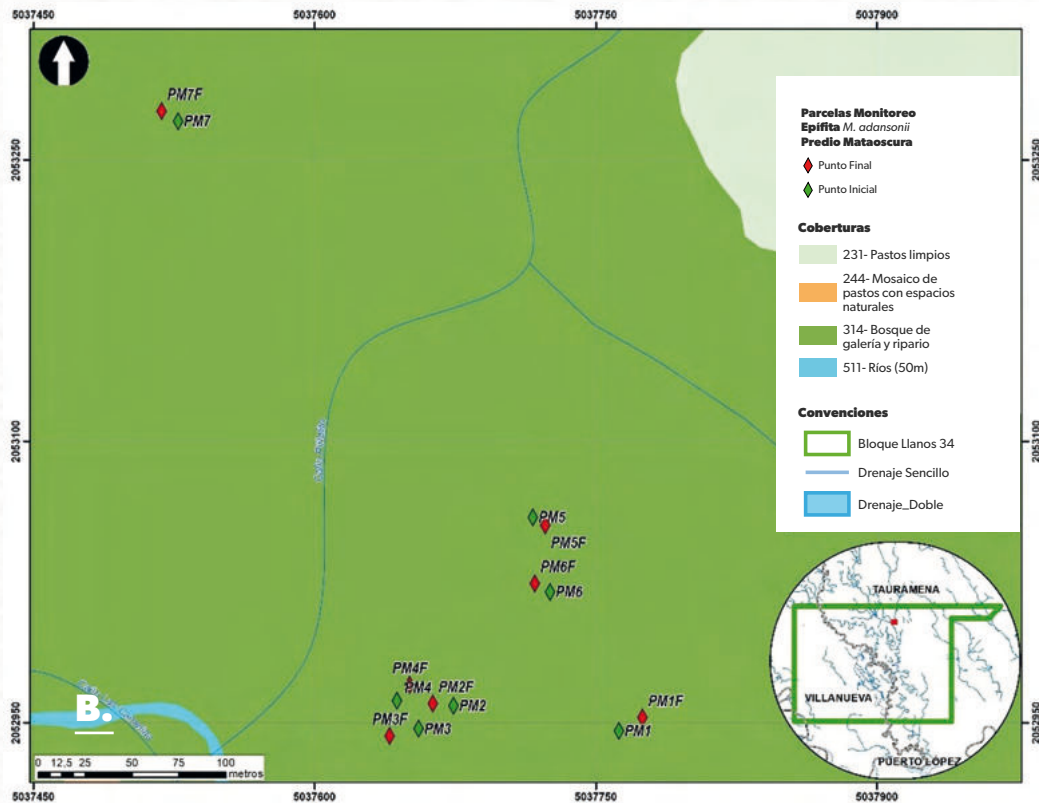 5037450
5037600
5037750
5037900
2053250
2053250
2053100
2053100
2052950
2052950
PM7F
PM7
PM5
PM5F
PM6F
PM6
PM4F
PM4
PM2F
PM2
PM3F
PM3
PM1F
PM1
B.
0 12,5 25 50 75 100
metros
5037450
5037600
5037750
5037900
Parcelas Monitoreo
Epífita M. adansonii
Predio Mataoscura
Punto Final
Punto Inicial
Coberturas
231- Pastos limpios
244- Mosaico de
pastos con espacios
naturales
314- Bosque de
galería y ripario
511- Ríos (50m)
Convenciones
Bloque Llanos 34
Drenaje Sencillo
Drenaje_Doble
TAURAMENA
VILLANUEVA
PUERTO LÓPEZ